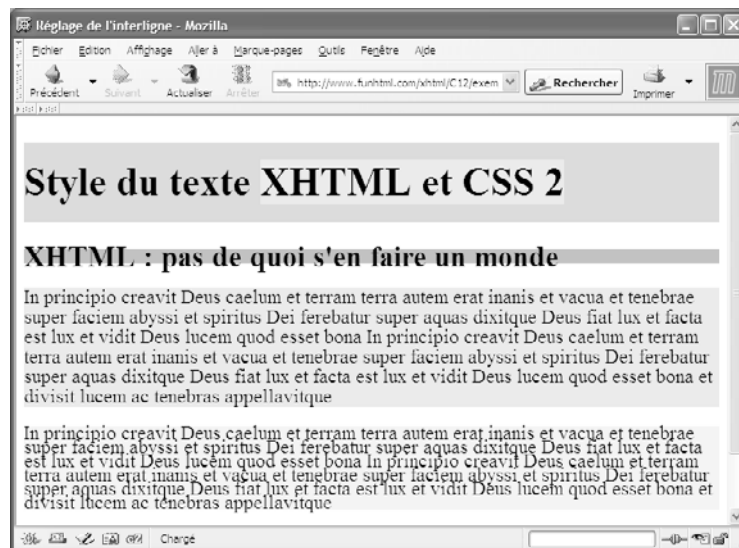 Réglage de l'interligne - Mozilla
Fichier Edition Affichage Aller à Marque-pages Outils Fenêtre Aide
Précédent Suivant Actualiser Arrêter http://www.funhtml.com/xhtml/C12/exem Rechercher Imprimer
Style du texte XHTML et CSS 2
XHTML : pas de quoi s'en faire un monde
In principio creavit Deus caelum et terram terra autem erat inanis et vacua et tenebrae
super faciem abyssi et spiritus Dei ferebatur super aquas dixitque Deus fiat lux et facta
est lux et vidit Deus lucem quod esset bona In principio creavit Deus caelum et terram
terra autem erat inanis et vacua et tenebrae super faciem abyssi et spiritus Dei ferebatur
super aquas dixitque Deus fiat lux et facta est lux et vidit Deus lucem quod esset bona et
divisit lucem ac tenebras appellavitque
In principio creavit Deus caelum et terram terra autem erat inanis et vacua et tenebrae
super faciem abyssi et spiritus Dei ferebatur super aquas dixitque Deus fiat lux et facta
est lux et vidit Deus lucem quod esset bona In principio creavit Deus caelum et terram
terra autem erat inanis et vacua et tenebrae super faciem abyssi et spiritus Dei ferebatur
super aquas dixitque Deus fiat lux et facta est lux et vidit Deus lucem quod esset bona et
divisit lucem ac tenebras appellavitque
Chargé